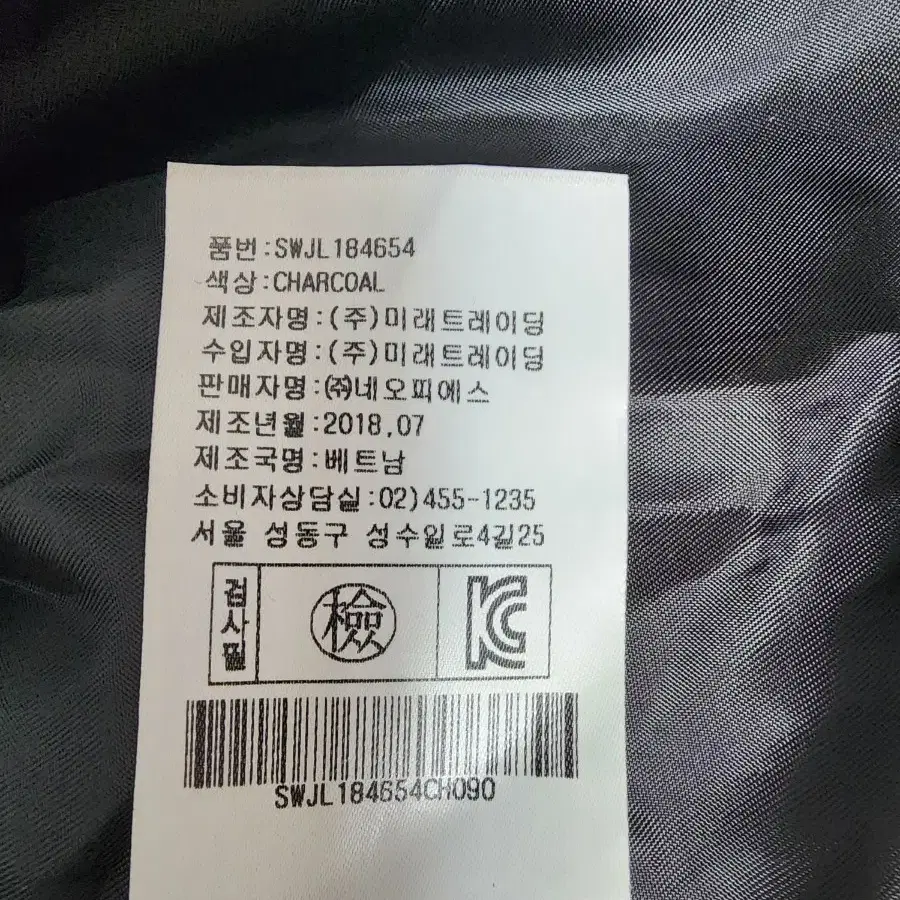 품번:SWJL184654
색상:CHARCOAL
제조자명:(주)미래트레이딩
수입자명:(주)미래트레이딩
판매자명:㈜네오피에스
제조년월:2018.07
제조국명:베트남
소비자상담실:02)455-1235
서울 성동구 성수일로4길25
검사필
檢
KC
SWJL184654CH090